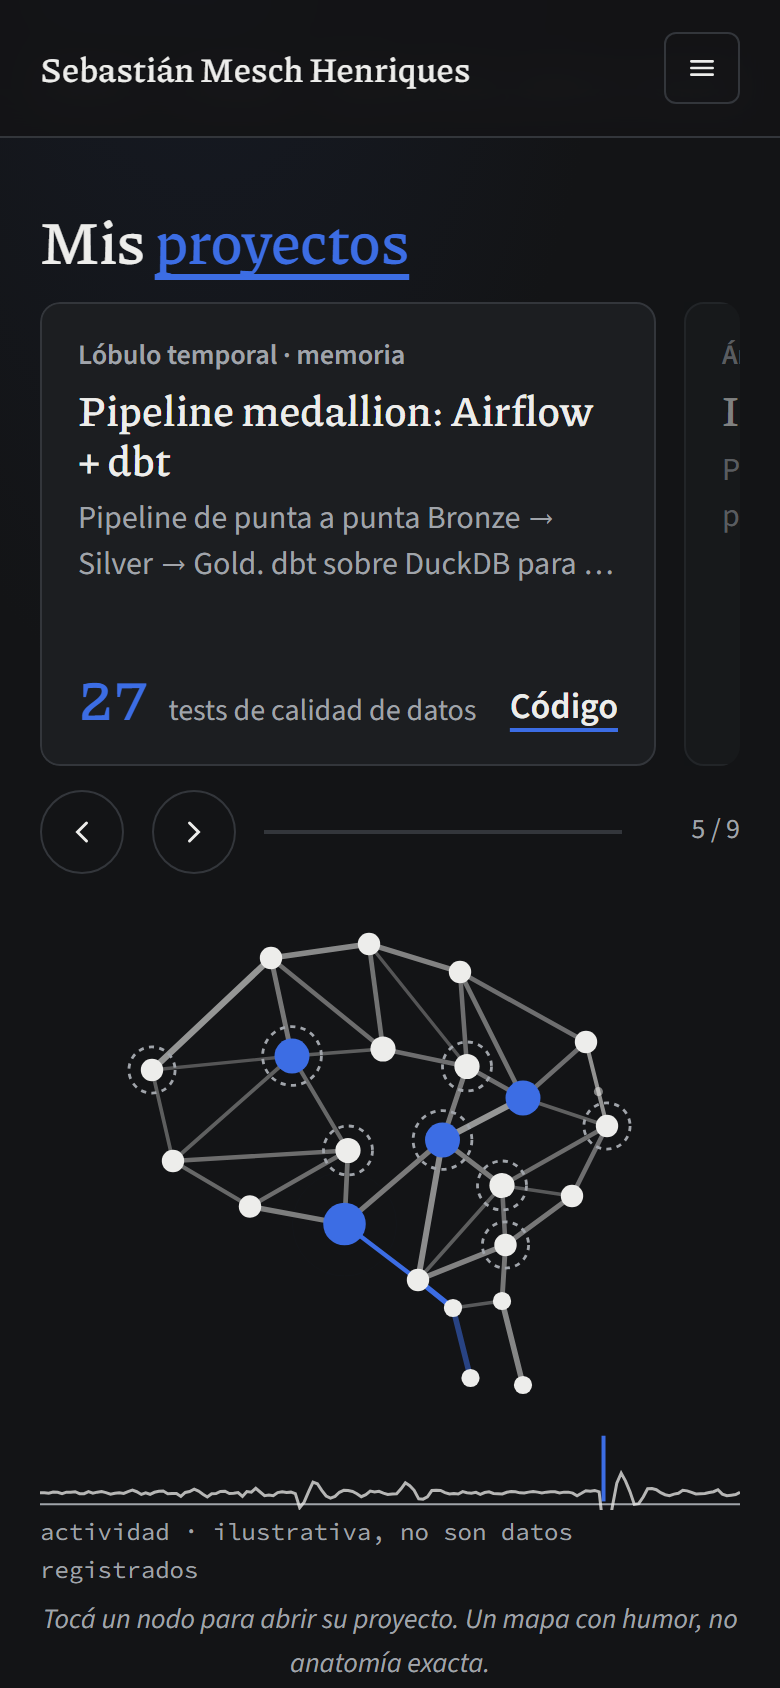 Sebastián Mesch Henriques
Mis proyectos
Lóbulo temporal · memoria
Pipeline medallion: Airflow
+ dbt
Pipeline de punta a punta Bronze →
Silver → Gold. dbt sobre DuckDB para …
27 tests de calidad de datos Código
5 / 9
actividad · ilustrativa, no son datos
registrados
Tocá un nodo para abrir su proyecto. Un mapa con humor, no
anatomía exacta.